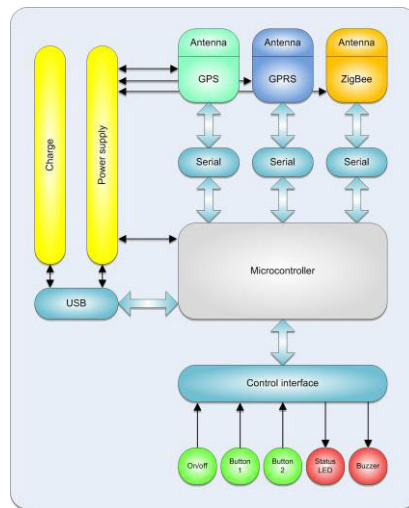 Antenna
Antenna
Antenna
GPS
GPRS
ZigBee
Charge
Power supply
Serial
Serial
Serial
Microcontroller
USB
Control interface
On/off
Button
1
Button
2
Status
LED
Buzzer